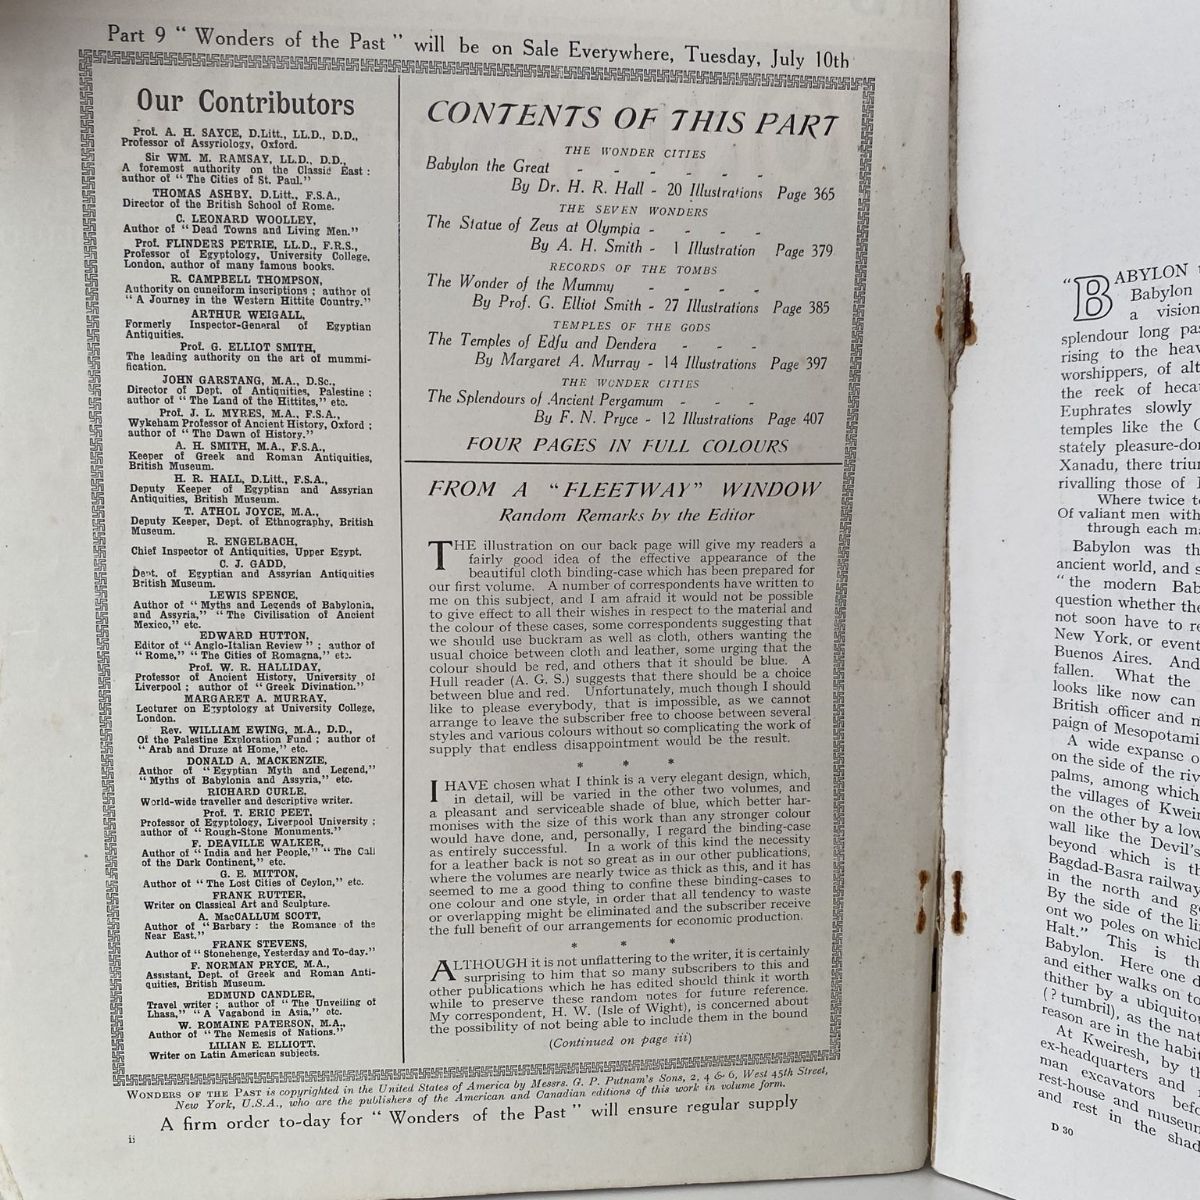 Part 9 " Wonders of the Past " will be on Sale Everywhere, Tuesday, July 10th
Our Contributors
Prof. A. H. SAYCE, D.Litt., LL.D., D.D.,
Professor of Assyriology, Oxford.
Sir WM. M. RAMSAY, LL.D., D.D.,
A foremost authority on the Classic East :
author of " The Cities of St. Paul."
THOMAS ASHBY, D.Litt., F.S.A.,
Director of the British School of Rome.
C. LEONARD WOOLLEY,
Author of " Dead Towns and Living Men."
Prof. FLINDERS PETRIE, LL.D., F.R.S.,
Professor of Egyptology, University College,
London, author of many famous books.
R. CAMPBELL THOMPSON,
Authority on cuneiform inscriptions ; author of
" A Journey in the Western Hittite Country."
ARTHUR WEIGALL,
Formerly Inspector-General of Egyptian
Antiquities.
Prof. G. ELLIOT SMITH,
The leading authority on the art of mummi-
fication.
JOHN GARSTANG, M.A., D.Sc.,
Director of Dept. of Antiquities, Palestine :
author of " The Land of the Hittites," etc.
Prof. J. L. MYRES, M.A., F.S.A.,
Wykeham Professor of Ancient History, Oxford ;
author of " The Dawn of History."
A. H. SMITH, M.A., F.S.A.,
Keeper of Greek and Roman Antiquities,
British Museum.
H. R. HALL, D.Litt., F.S.A.,
Deputy Keeper of Egyptian and Assyrian
Antiquities, British Museum.
T. ATHOL JOYCE, M.A.,
Deputy Keeper, Dept. of Ethnography, British
Museum.
R. ENGELBACH,
Chief Inspector of Antiquities, Upper Egypt.
C. J. GADD,
Dept. of Egyptian and Assyrian Antiquities
British Museum.
LEWIS SPENCE,
Author of " Myths and Legends of Babylonia,
and Assyria," " The Civilisation of Ancient
Mexico," etc.
EDWARD HUTTON,
Editor of " Anglo-Italian Review " ; author of
" Rome," " The Cities of Romagna," etc.
Prof. W. R. HALLIDAY,
Professor of Ancient History, University of
Liverpool ; author of " Greek Divination."
MARGARET A. MURRAY,
Lecturer on Egyptology at University College,
London.
Rev. WILLIAM EWING, M.A., D.D.,
Of the Palestine Exploration Fund ; author of
" Arab and Druze at Home," etc.
DONALD A. MACKENZIE,
Author of " Egyptian Myth and Legend,"
" Myths of Babylonia and Assyria," etc.
RICHARD CURLE,
World-wide traveller and descriptive writer.
Prof. T. ERIC PEET,
Professor of Egyptology, Liverpool University ;
author of " Rough-Stone Monuments."
F. DEAVILLE WALKER,
Author of " India and her People," " The Call
of the Dark Continent," etc.
G. E. MITTON,
Author of " The Lost Cities of Ceylon," etc.
FRANK RUTTER,
Writer on Classical Art and Sculpture.
A. MacCALLUM SCOTT,
Author of " Barbary : the Romance of the
Near East."
FRANK STEVENS,
Author of " Stonehenge, Yesterday and To-day."
F. NORMAN PRYCE, M.A.,
Assistant, Dept. of Greek and Roman Anti-
quities, British Museum.
EDMUND CANDLER,
Travel writer ; author of " The Unveiling of
Lhasa," " A Vagabond in Asia," etc.
W. ROMAINE PATERSON, M.A.,
Author of " The Nemesis of Nations."
LILIAN E. ELLIOTT,
Writer on Latin American subjects.
CONTENTS OF THIS PART
THE WONDER CITIES
Babylon the Great - - - - - -
By Dr. H. R. Hall - 20 Illustrations Page 365
THE SEVEN WONDERS
The Statue of Zeus at Olympia - - - -
By A. H. Smith - 1 Illustration Page 379
RECORDS OF THE TOMBS
The Wonder of the Mummy - - - -
By Prof. G. Elliot Smith - 27 Illustrations Page 385
TEMPLES OF THE GODS
The Temples of Edfu and Dendera - - -
By Margaret A. Murray - 14 Illustrations Page 397
THE WONDER CITIES
The Splendours of Ancient Pergamum - - -
By F. N. Pryce - 12 Illustrations Page 407
FOUR PAGES IN FULL COLOURS
FROM A "FLEETWAY" WINDOW
Random Remarks by the Editor
THE illustration on our back page will give my readers a
fairly good idea of the effective appearance of the
beautiful cloth binding-case which has been prepared for
our first volume. A number of correspondents have written to
me on this subject, and I am afraid it would not be possible
to give effect to all their wishes in respect to the material and
the colour of these cases, some correspondents suggesting that
we should use buckram as well as cloth, others wanting the
usual choice between cloth and leather, some urging that the
colour should be red, and others that it should be blue. A
Hull reader (A. G. S.) suggests that there should be a choice
between blue and red. Unfortunately, much though I should
like to please everybody, that is impossible, as we cannot
arrange to leave the subscriber free to choose between several
styles and various colours without so complicating the work of
supply that endless disappointment would be the result.
* * *
I HAVE chosen what I think is a very elegant design, which,
in detail, will be varied in the other two volumes, and
a pleasant and serviceable shade of blue, which better har-
monises with the size of this work than any stronger colour
would have done, and, personally, I regard the binding-case
as entirely successful. In a work of this kind the necessity
for a leather back is not so great as in our other publications,
where the volumes are nearly twice as thick as this, and it has
seemed to me a good thing to confine these binding-cases to
one colour and one style, in order that all tendency to waste
or overlapping might be eliminated and the subscriber receive
the full benefit of our arrangements for economic production.
* * *
ALTHOUGH it is not unflattering to the writer, it is certainly
surprising to him that so many subscribers to this and
other publications which he has edited should think it worth
while to preserve these random notes for future reference.
My correspondent, H. W. (Isle of Wight), is concerned about
the possibility of not being able to include them in the bound
(Continued on page iii)
WONDERS OF THE PAST is copyrighted in the United States of America by Messrs. G. P. Putnam's Sons, 2, 4 & 6, West 45th Street,
New York, U.S.A., who are the publishers of the American and Canadian editions of this work in volume form.
A firm order to-day for " Wonders of the Past " will ensure regular supply
ii
"BABYLON
Babylon
a vision
splendour long pas
rising to the heav
worshippers, of alt
the reek of heca
Euphrates slowly
temples like the
stately pleasure-do
Xanadu, there triu
rivalling those of
Where twice t
Of valiant men with
through each m
Babylon was th
ancient world, and s
" the modern Bab
question whether the
not soon have to re
New York, or event
Buenos Aires. And
fallen. What the
looks like now can
British officer and
paign of Mesopotami
A wide expanse o
on the side of the riv
palms, among which
the villages of Kweir
on the other by a low
wall like the Devil's
beyond which is th
Bagdad-Basra railway
in the north and g
By the side of the li
ont wo poles on which
Halt." This is th
Babylon. Here one d
and either walks on to
thither by a ubiquitou
(? tumbril), as the nat
reason are in the habit
At Kweiresh, by th
ex-headquarters and
man excavators befo
rest-house and museum
and rest in the shad
D 30